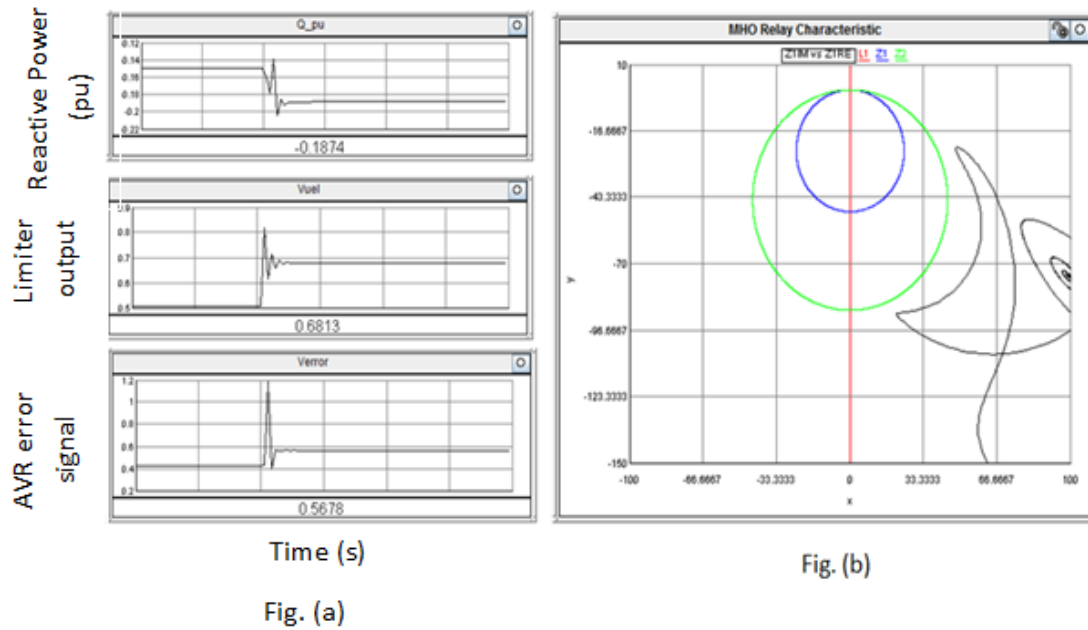 Reactive Power
(pu)
Q_pu
-0.12
-0.14
-0.16
-0.18
-0.2
-0.22
-0.1874
Limiter
output
Vuel
0.9
0.8
0.7
0.6
0.5
0.6813
AVR error
signal
Verror
1.2
1
0.8
0.6
0.4
0.2
0.5678
Time (s)
Fig. (a)
MHO Relay Characteristic
Z1IM vs Z1RE L1 Z1 Z2
10
-16.6667
-43.3333
-70
-96.6667
-123.3333
-150
y
-100 -66.6667 -33.3333 0 33.3333 66.6667 100
x
Fig. (b)